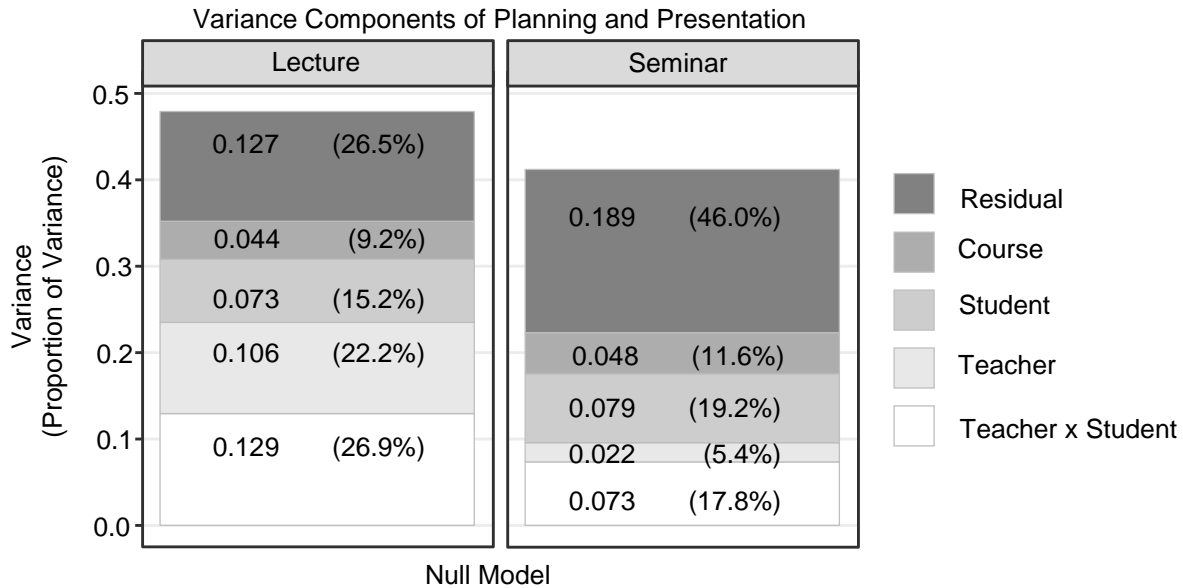 Variance Components of Planning and Presentation
Lecture
Seminar
Variance
(Proportion of Variance)
0.5
0.4
0.3
0.2
0.1
0.0
0.127 (26.5%)
0.044 (9.2%)
0.073 (15.2%)
0.106 (22.2%)
0.129 (26.9%)
0.189 (46.0%)
0.048 (11.6%)
0.079 (19.2%)
0.022 (5.4%)
0.073 (17.8%)
Residual
Course
Student
Teacher
Teacher x Student
Null Model